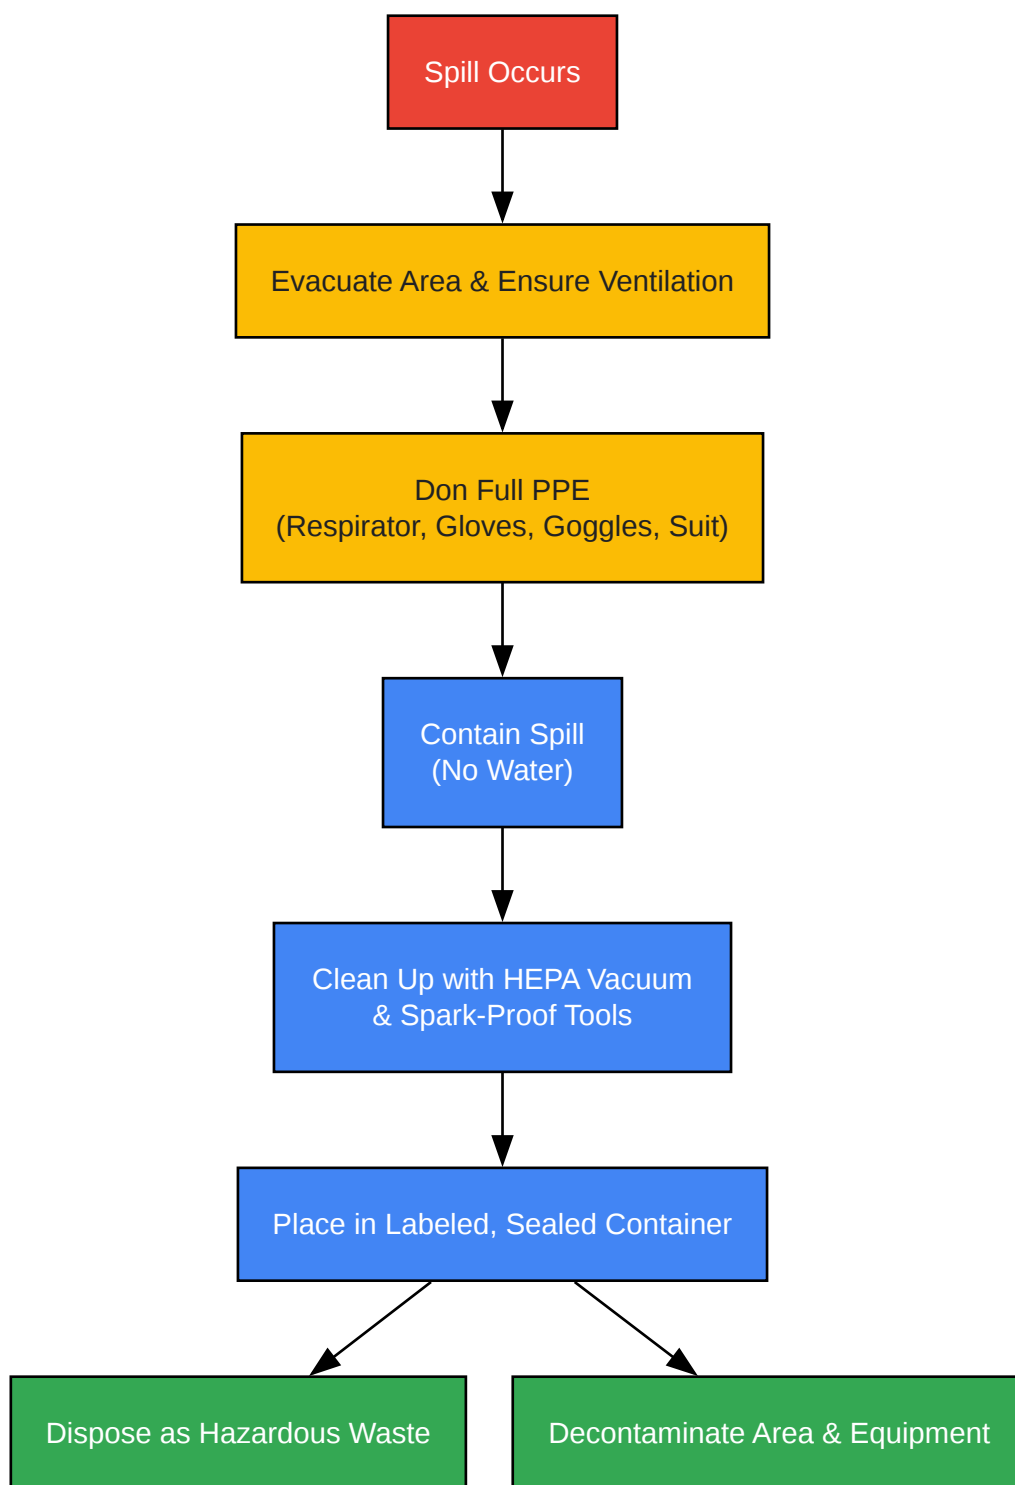 Spill Occurs
Evacuate Area & Ensure Ventilation
Don Full PPE
(Respirator, Gloves, Goggles, Suit)
Contain Spill
(No Water)
Clean Up with HEPA Vacuum
& Spark-Proof Tools
Place in Labeled, Sealed Container
Dispose as Hazardous Waste
Decontaminate Area & Equipment